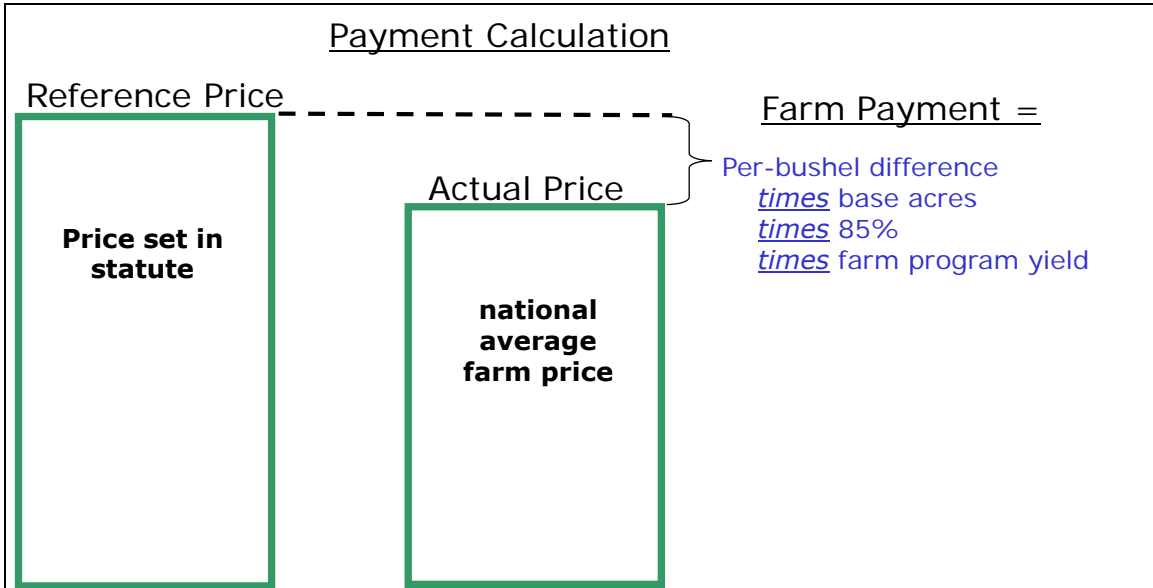 Payment Calculation
Reference Price
Price set in
statute
Actual Price
national
average
farm price
Farm Payment =
Per-bushel difference
times base acres
times 85%
times farm program yield